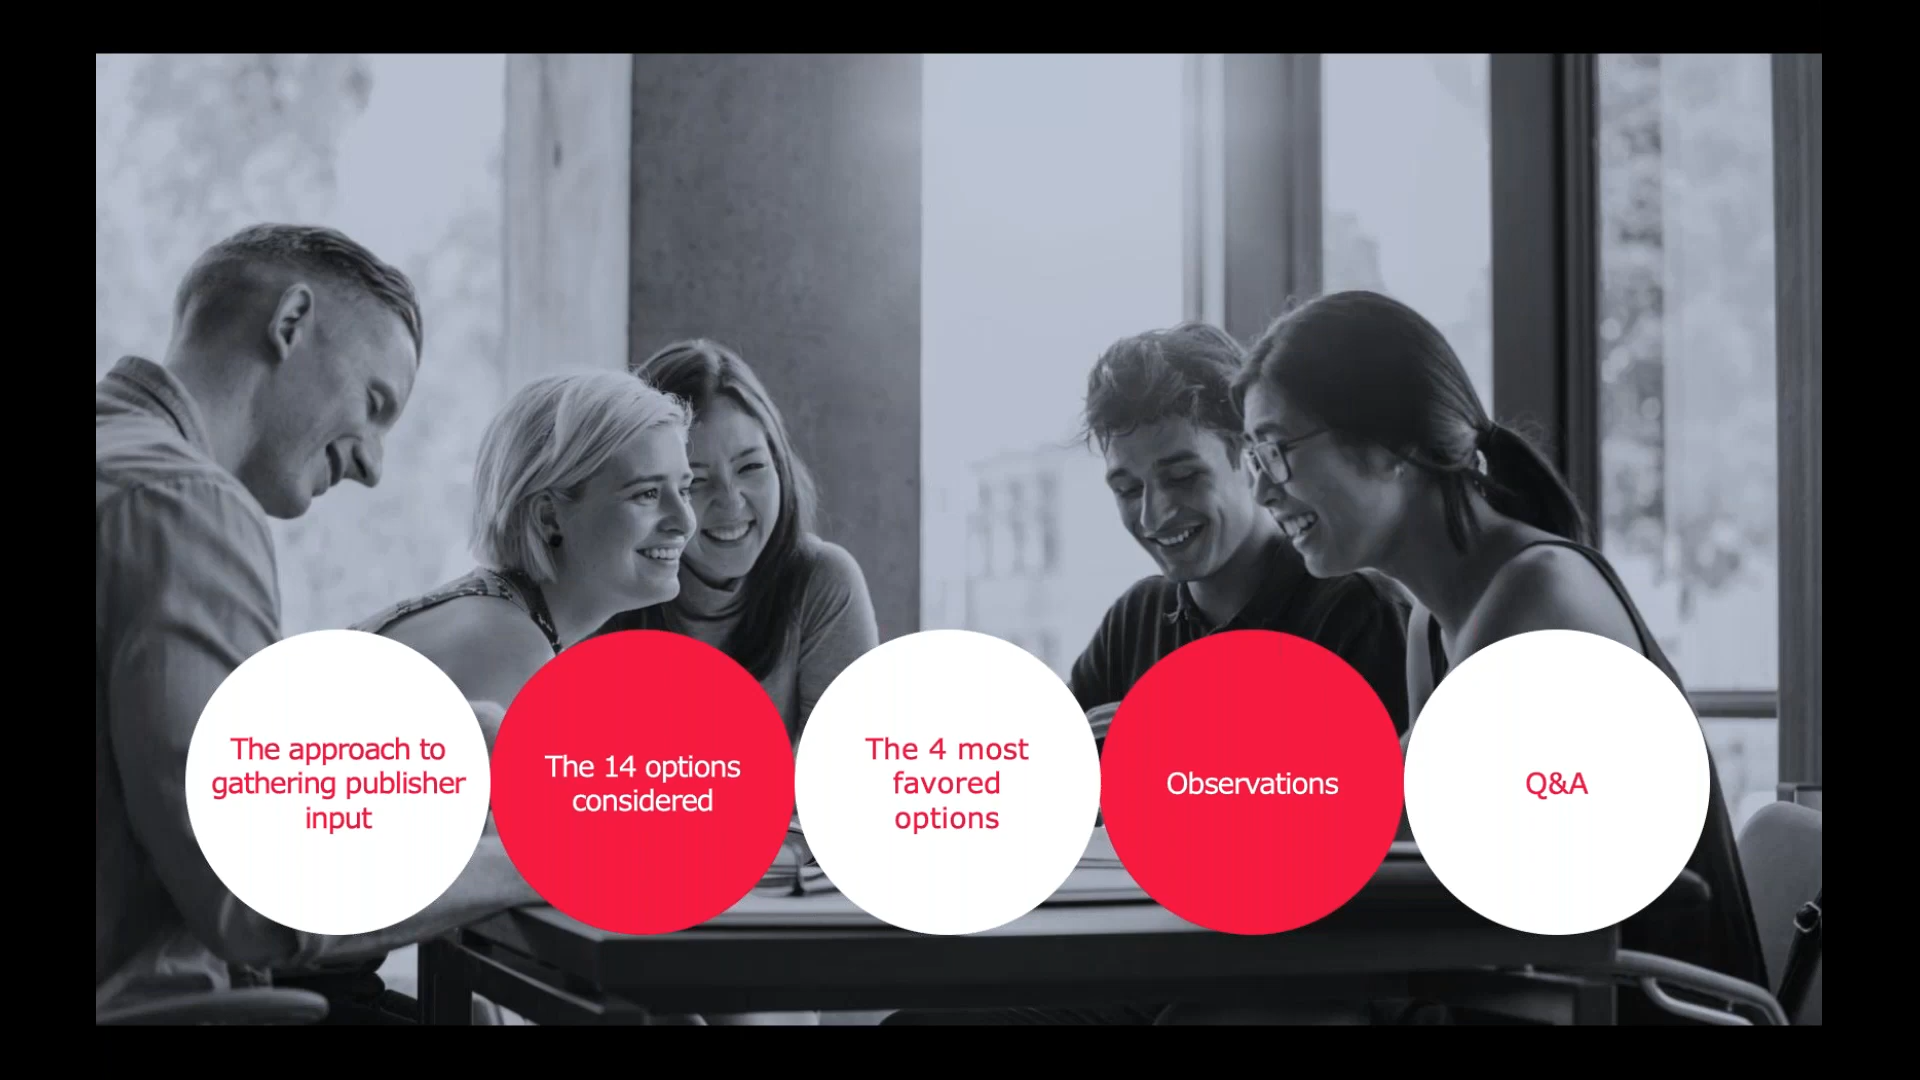 The approach to
gathering publisher
input
The 14 options
considered
The 4 most
favored
options
Observations
Q&A